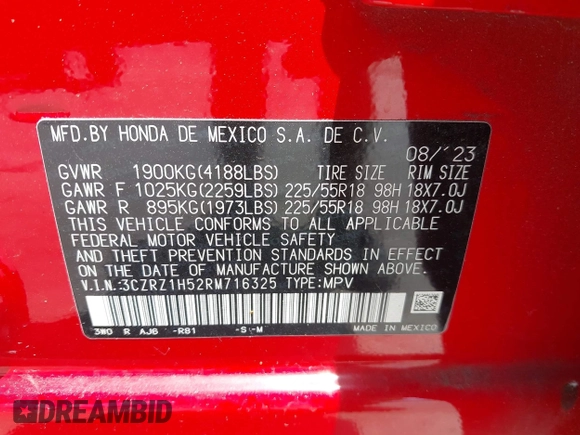 MFD.BY HONDA DE MEXICO S.A. DE C.V.
08/'23
GVWR 1900KG(4188LBS) TIRE SIZE RIM SIZE
GAWR F 1025KG(2259LBS) 225/55R18 98H 18X7.0J
GAWR R 895KG(1973LBS) 225/55R18 98H 18X7.0J
THIS VEHICLE CONFORMS TO ALL APPLICABLE
FEDERAL MOTOR VEHICLE SAFETY
AND THEFT PREVENTION STANDARDS IN EFFECT
ON THE DATE OF MANUFACTURE SHOWN ABOVE.
V.I.N:3CZRZ1H52RM716325 TYPE:MPV
3W0 R AJ6 -R81 -S -M MADE IN MEXICO
DREAMBID